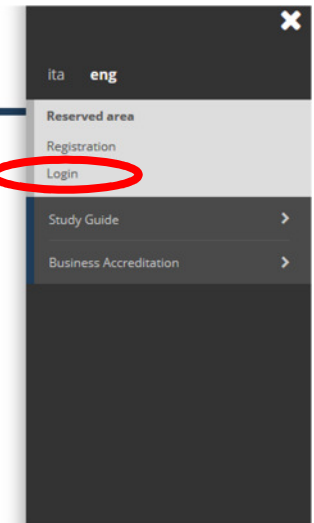 ita eng
Reserved area
Registration
Login
Study Guide
Business Accreditation